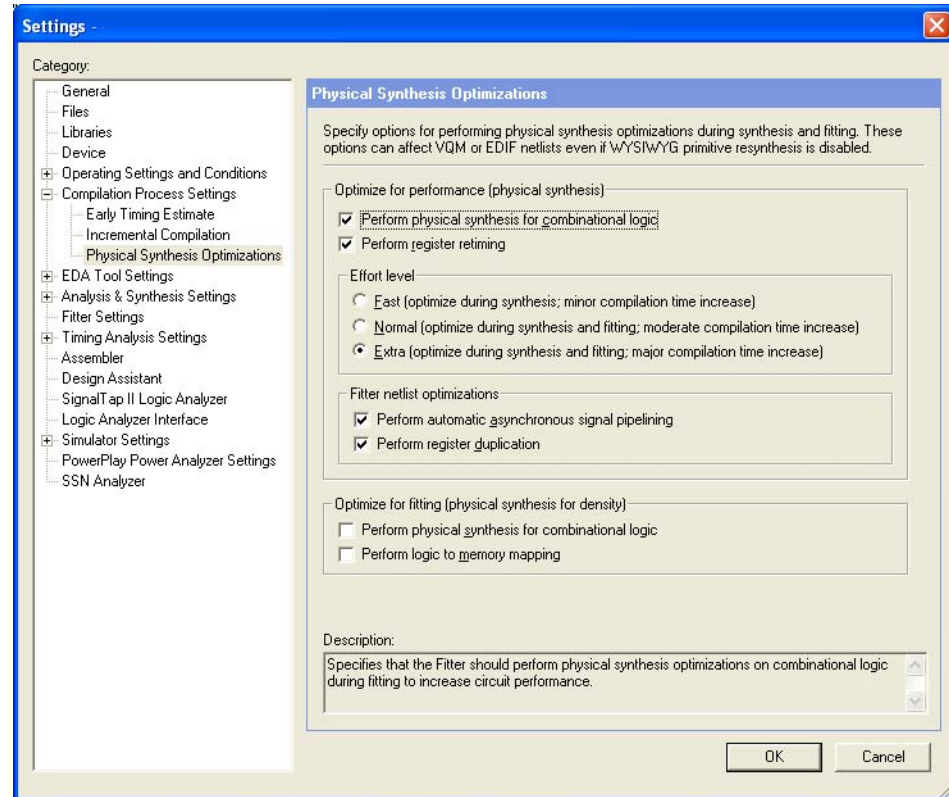 Settings -
Category:
General
Files
Libraries
Device
Operating Settings and Conditions
Compilation Process Settings
Early Timing Estimate
Incremental Compilation
Physical Synthesis Optimizations
EDA Tool Settings
Analysis & Synthesis Settings
Fitter Settings
Timing Analysis Settings
Assembler
Design Assistant
SignalTap II Logic Analyzer
Logic Analyzer Interface
Simulator Settings
PowerPlay Power Analyzer Settings
SSN Analyzer
Physical Synthesis Optimizations
Specify options for performing physical synthesis optimizations during synthesis and fitting. These
options can affect VQM or EDIF netlists even if WYSIWYG primitive resynthesis is disabled.
Optimize for performance (physical synthesis)
Perform physical synthesis for combinational logic
Perform register retiming
Effort level
Fast (optimize during synthesis; minor compilation time increase)
Normal (optimize during synthesis and fitting; moderate compilation time increase)
Extra (optimize during synthesis and fitting; major compilation time increase)
Fitter netlist optimizations
Perform automatic asynchronous signal pipelining
Perform register duplication
Optimize for fitting (physical synthesis for density)
Perform physical synthesis for combinational logic
Perform logic to memory mapping
Description:
Specifies that the Fitter should perform physical synthesis optimizations on combinational logic
during fitting to increase circuit performance.
OK
Cancel